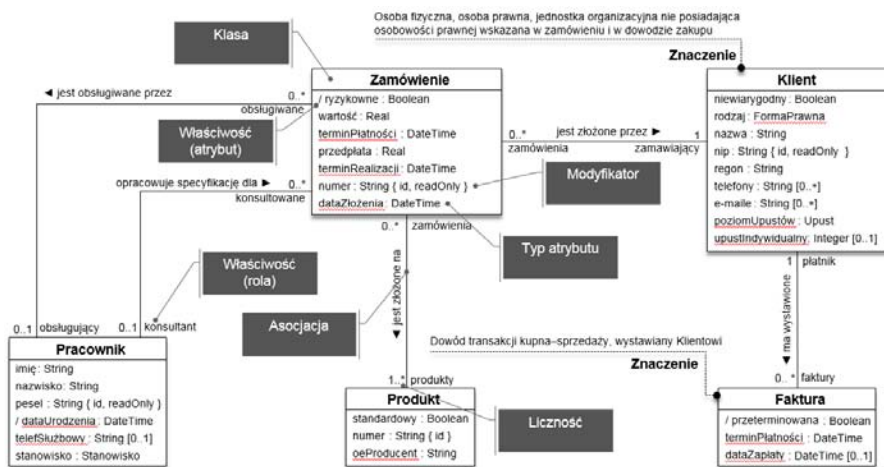 Osoba fizyczna, osoba prawna, jednostka organizacyjna nie posiadająca
osobowości prawnej wskazana w zamówieniu i w dowodzie zakupu
Znaczenie
Klasa
Zamówienie
/ ryzykowne : Boolean
wartość : Real
terminPłatności : DateTime
przedpłata : Real
terminRealizacji : DateTime
numer : String { id, readOnly }
dataZłożenia : DateTime
Klient
niewiarygodny : Boolean
rodzaj : FormaPrawna
nazwa : String
nip : String { id, readOnly }
regon : String
telefony : String [0..*]
e-maile : String [0..*]
poziomUpustów : Upust
upustIndywidualny: Integer [0..1]
◄ jest obsługiwane przez
0..*
obsługiwane
Właściwość
(atrybut)
0..*
jest złożone przez ►
1
zamówienia
zamawiający
opracowuje specyfikację dla ►
0..*
konsultowane
Modyfikator
0..*
zamówienia
Typ atrybutu
Właściwość
(rola)
◄ jest złożone na
Asocjacja
1
płatnik
◄ ma wystawione
0..1
obsługujący
0..1
konsultant
Pracownik
imię: String
nazwisko : String
pesel : String { id, readOnly }
/ dataUrodzenia : DateTime
telefSłużbowy : String [0..1]
stanowisko : Stanowisko
Dowód transakcji kupna–sprzedaży, wystawiany Klientowi
Znaczenie
1..*
produkty
Produkt
standardowy : Boolean
numer : String { id }
oeProducent : String
Liczność
0.. *
faktury
Faktura
/ przeterminowana : Boolean
terminPłatności : DateTime
dataZapłaty : DateTime [0..1]